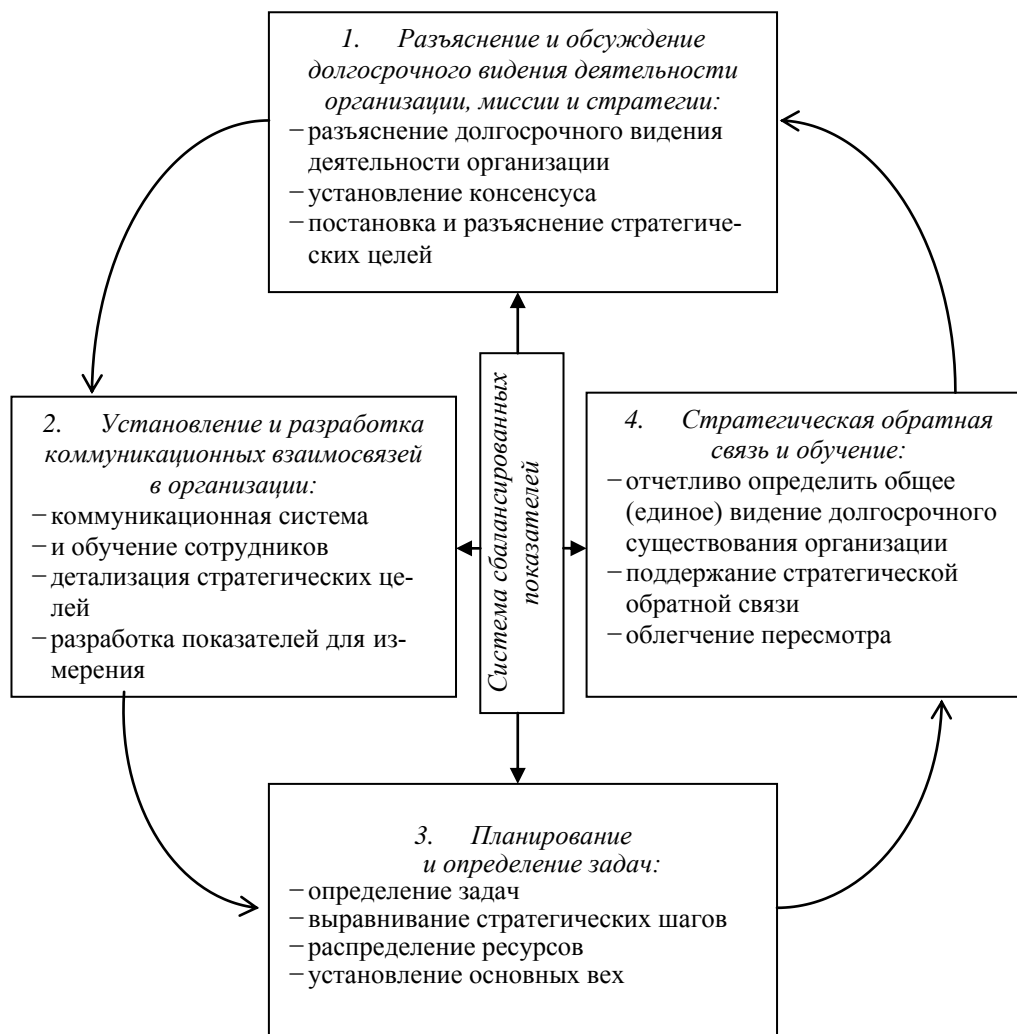 1. Разъяснение и обсуждение
долгосрочного видения деятельности
организации, миссии и стратегии:
− разъяснение долгосрочного видения
деятельности организации
− установление консенсуса
− постановка и разъяснение стратегиче-
ских целей
2. Установление и разработка
коммуникационных взаимосвязей
в организации:
− коммуникационная система
− и обучение сотрудников
− детализация стратегических це-
лей
− разработка показателей для из-
мерения
Система сбалансированных
показателей
4. Стратегическая обратная
связь и обучение:
− отчетливо определить общее
(единое) видение долгосрочного
существования организации
− поддержание стратегической
обратной связи
− облегчение пересмотра
3. Планирование
и определение задач:
− определение задач
− выравнивание стратегических шагов
− распределение ресурсов
− установление основных вех